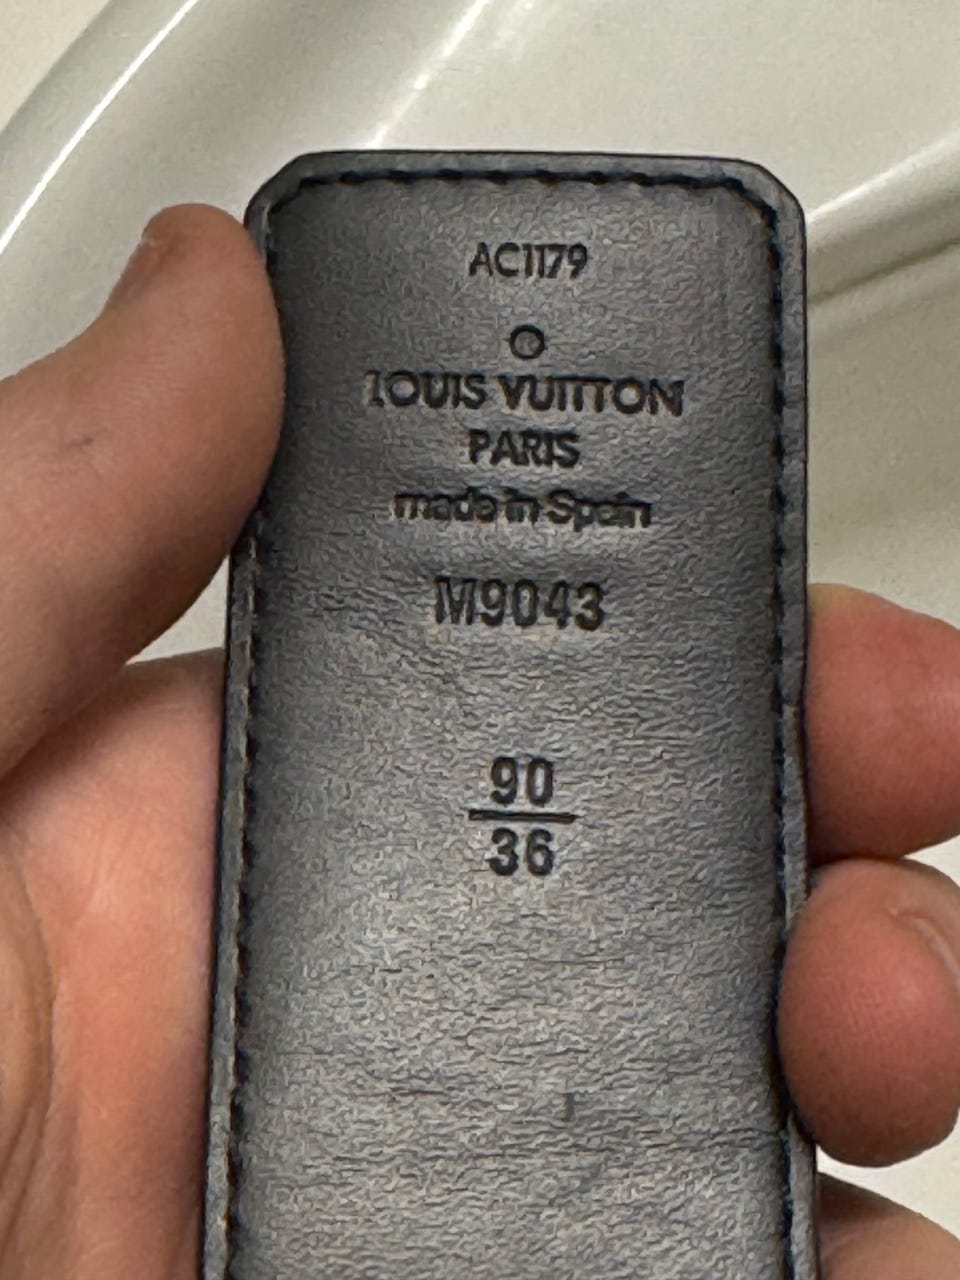 AC1179
LOUIS VUITTON
PARIS
made in Spain
M9043
90
36